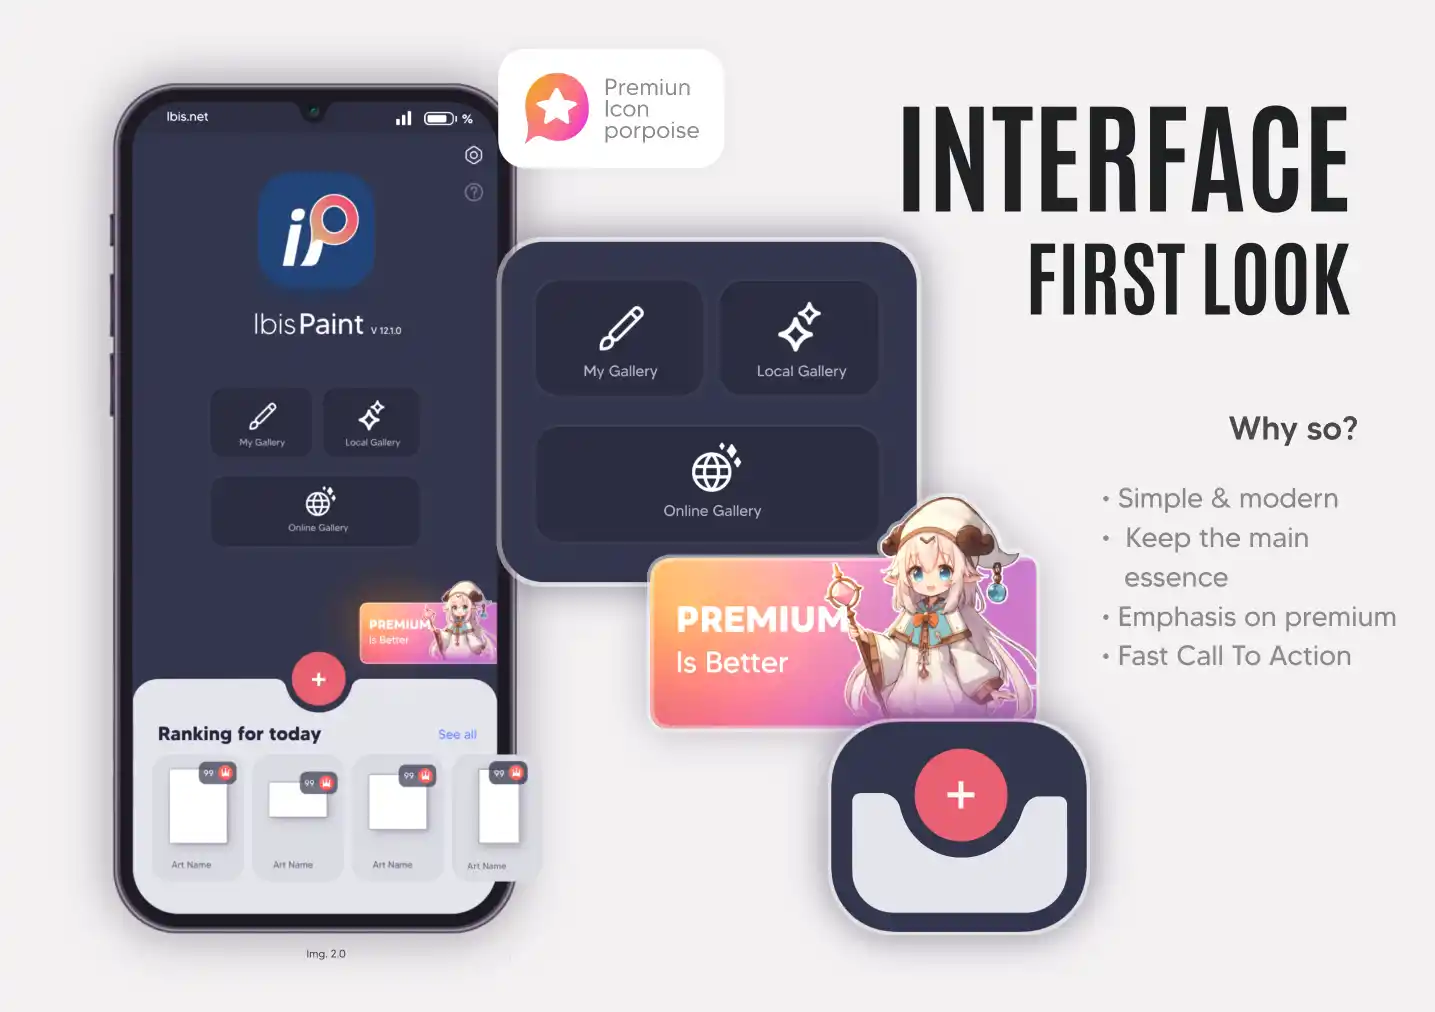 Ibis.net
%
iP
IbisPaint V 12.1.0
My Gallery
Local Gallery
Online Gallery
PREMIUM
Is Better
+
Ranking for today
See all
99
99
99
99
Art Name
Art Name
Art Name
Art Name
Img. 2.0
Premiun
Icon
porpoise
My Gallery
Local Gallery
Online Gallery
PREMIUM
Is Better
+
INTERFACE
FIRST LOOK
Why so?
• Simple & modern
• Keep the main
essence
• Emphasis on premium
• Fast Call To Action